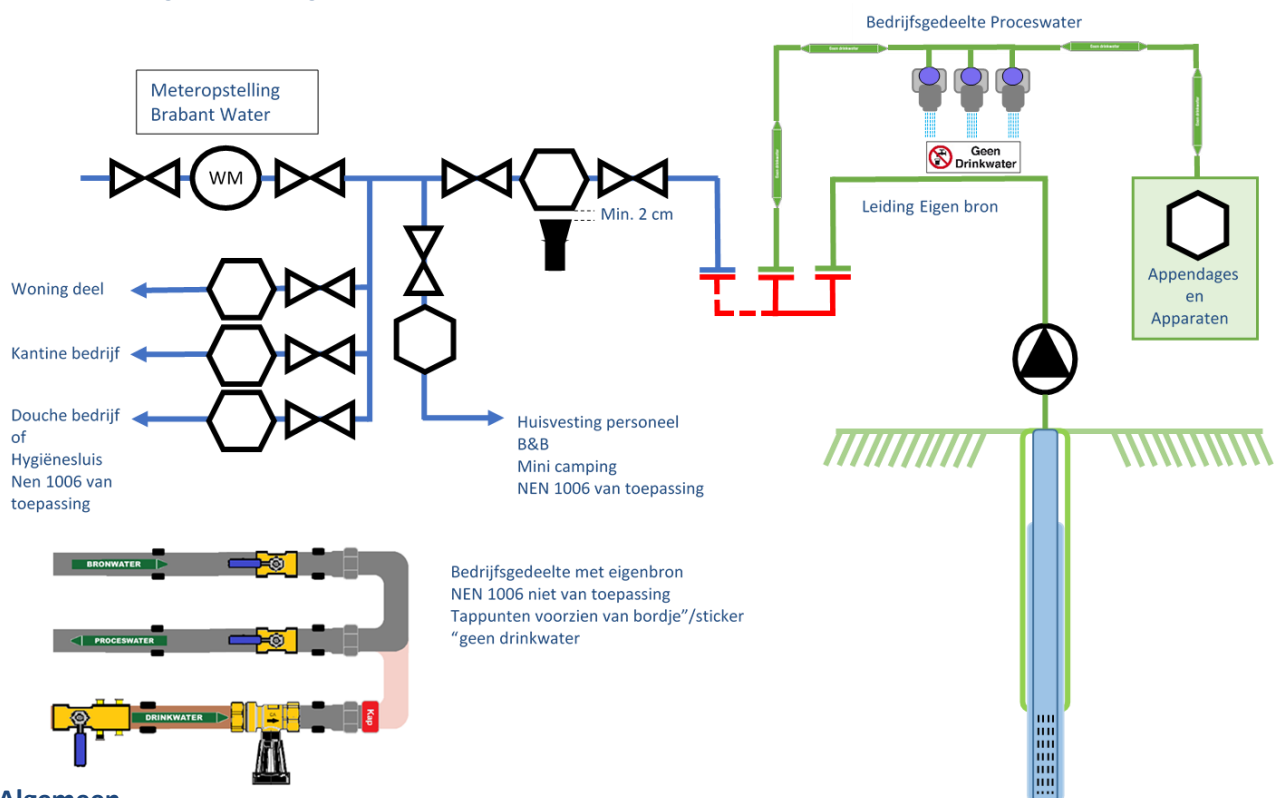 Bedrijfsgedeelte Proceswater
Meteropstelling
Brabant Water
WM
Geen
Drinkwater
Min. 2 cm
Leiding Eigen bron
Appendages
en
Apparaten
Woning deel
Kantine bedrijf
Douche bedrijf
of
Hygiënesluis
Nen 1006 van
toepassing
Huisvesting personeel
B&B
Mini camping
NEN 1006 van toepassing
BRONWATER
PROCESWATER
DRINKWATER
Kap
Bedrijfsgedeelte met eigenbron
NEN 1006 niet van toepassing
Tappunten voorzien van bordje”/sticker
“geen drinkwater
Algemeen